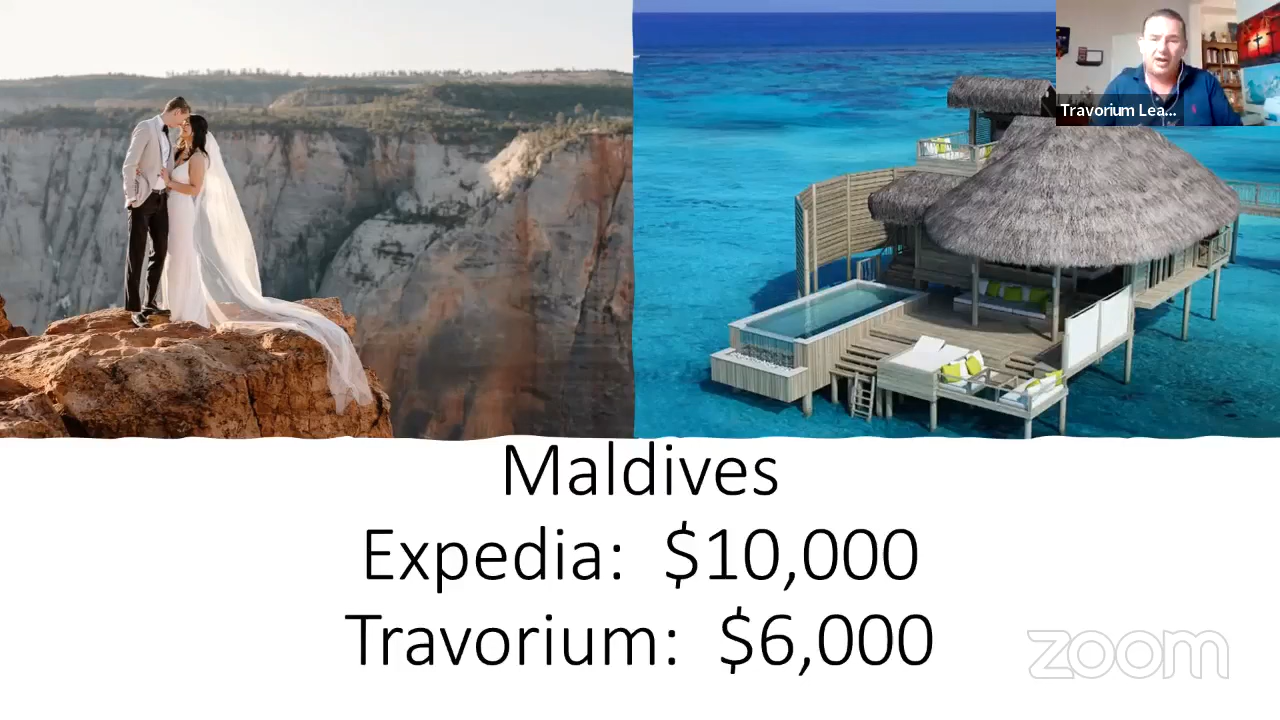 Travorium Lea...
Maldives
Expedia: $10,000
Travorium: $6,000
zoom